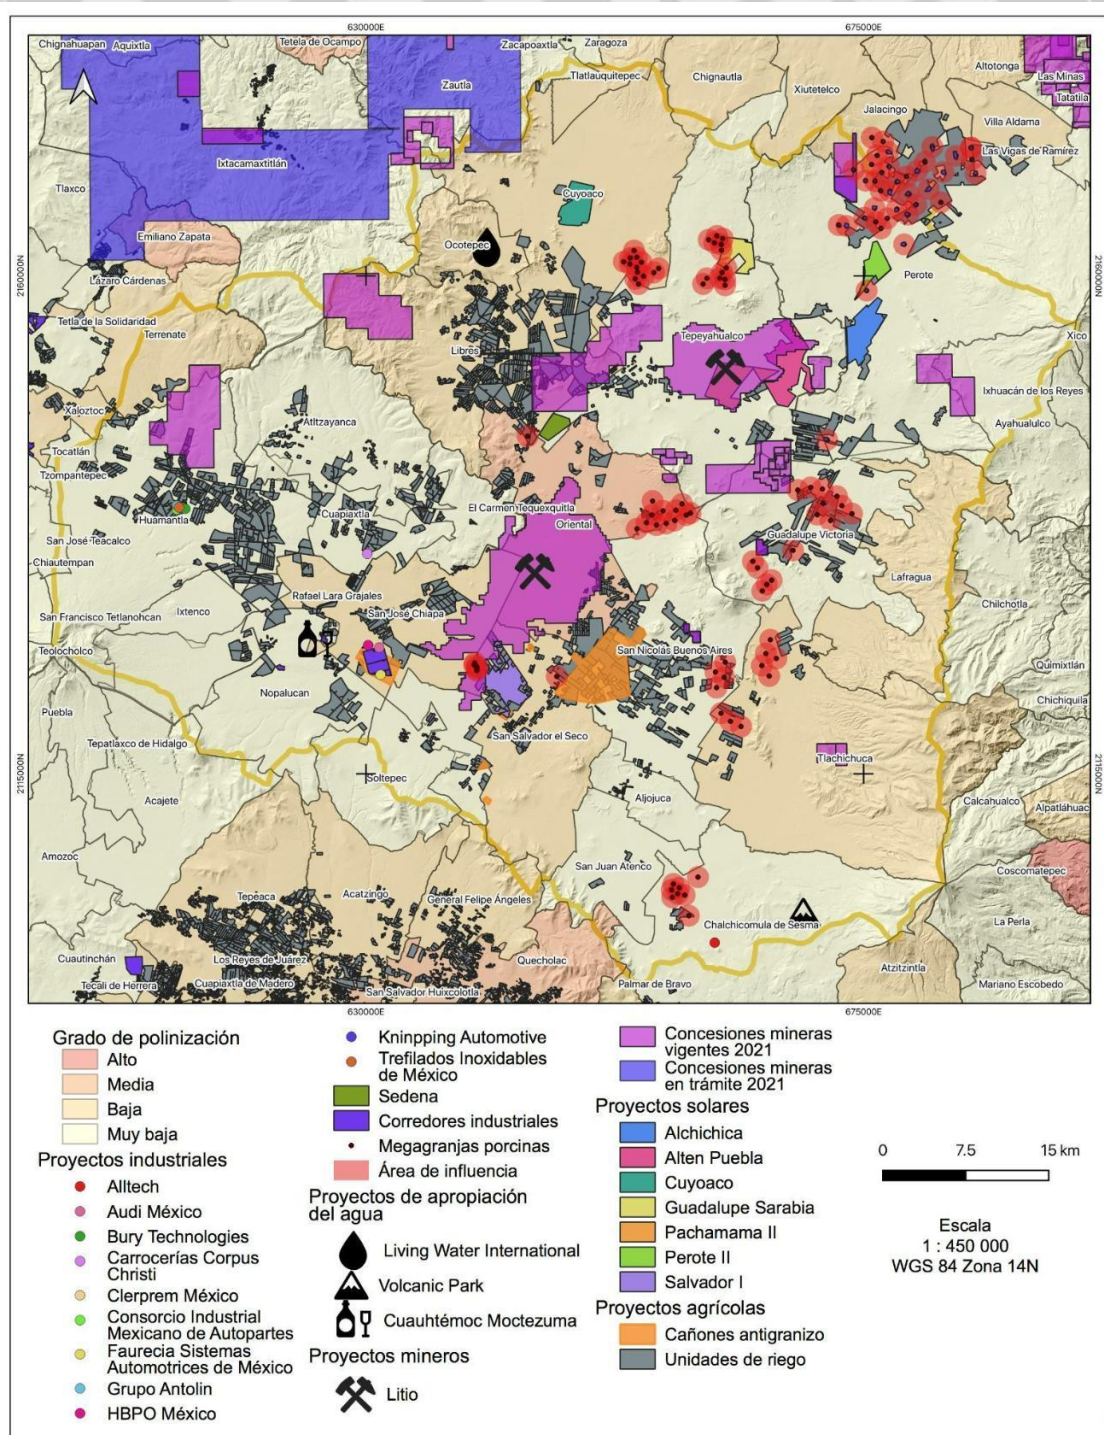 630000E
675000E
Chignahuapan
Aquixtla
Tetela de Ocampo
Zacapoaxtla
Zaragoza
Tlatlauquitepec
Chignautla
Altotonga
Las Minas
Tatatila
Zautla
Xiutetelco
Jalacingo
Villa Aldama
Las Vigas de Ramírez
Ixtacamaxtitlán
Tlaxco
Cuyoaco
Emiliano Zapata
Ocotepec
Perote
2160000N
2160000N
Lázaro Cárdenas
Tetla de la Solidaridad
Terrenate
Tepeyahualco
Xico
Libres
Ixhuacán de los Reyes
Xaloztoc
Atltzayanca
Ayahualulco
Tocatlán
Tzompantepec
Huamantla
Cuapiaxtla
El Carmen Tequexquitla
Oriental
Guadalupe Victoria
San José Teacalco
Chiautempan
Lafragua
Rafael Lara Grajales
San José Chiapa
Chilchotla
San Francisco Tetlanohcan
Ixtenco
Teolocholco
San Nicolás Buenos Aires
Quimixtlán
Nopalucan
Chichiquila
Puebla
Tepatlaxco de Hidalgo
San Salvador el Seco
Tlachichuca
2115000N
2115000N
Soltepec
Acajete
Aljojuca
Calcahualco
Alpatláhuac
Amozoc
San Juan Atenco
Coscomatepec
Tepeaca
Acatzingo
General Felipe Ángeles
Chalchicomula de Sesma
La Perla
Cuautinchán
Los Reyes de Juárez
Quecholac
Atzitzintla
Tecali de Herrera
Cuapiaxtla de Madero
San Salvador Huixcolotla
Palmar de Bravo
Mariano Escobedo
630000E
675000E
Grado de polinización
Alto
Media
Baja
Muy baja
Proyectos industriales
Alltech
Audi México
Bury Technologies
Carrocerías Corpus
Christi
Clerprem México
Consorcio Industrial
Mexicano de Autopartes
Faurecia Sistemas
Automotrices de México
Grupo Antolin
HBPO México
Kninpping Automotive
Trefilados Inoxidables
de México
Sedena
Corredores industriales
Megagranjas porcinas
Área de influencia
Proyectos de apropiación
del agua
Living Water International
Volcanic Park
Cuauhtémoc Moctezuma
Proyectos mineros
Litio
Concesiones mineras
vigentes 2021
Concesiones mineras
en trámite 2021
Proyectos solares
Alchichica
Alten Puebla
Cuyoaco
Guadalupe Sarabia
Pachamama II
Perote II
Salvador I
Proyectos agrícolas
Cañones antigranizo
Unidades de riego
0 7.5 15 km
Escala
1 : 450 000
WGS 84 Zona 14N